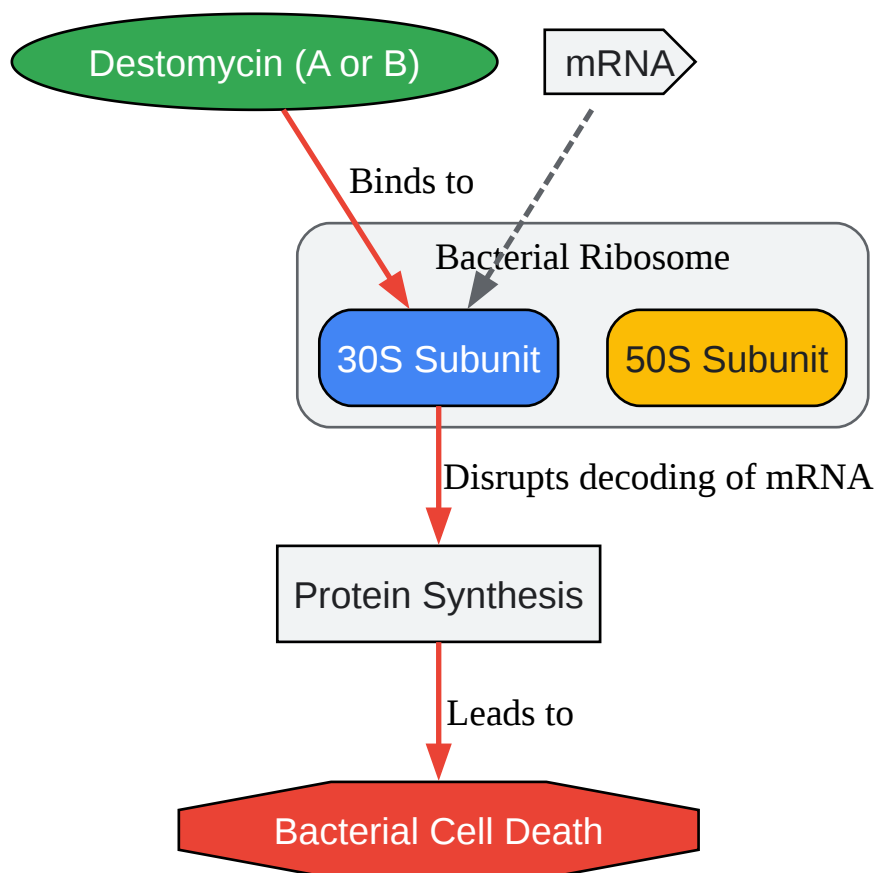 Destomycin (A or B)
mRNA
Binds to
Bacterial Ribosome
30S Subunit
50S Subunit
Disrupts decoding of mRNA
Protein Synthesis
Leads to
Bacterial Cell Death